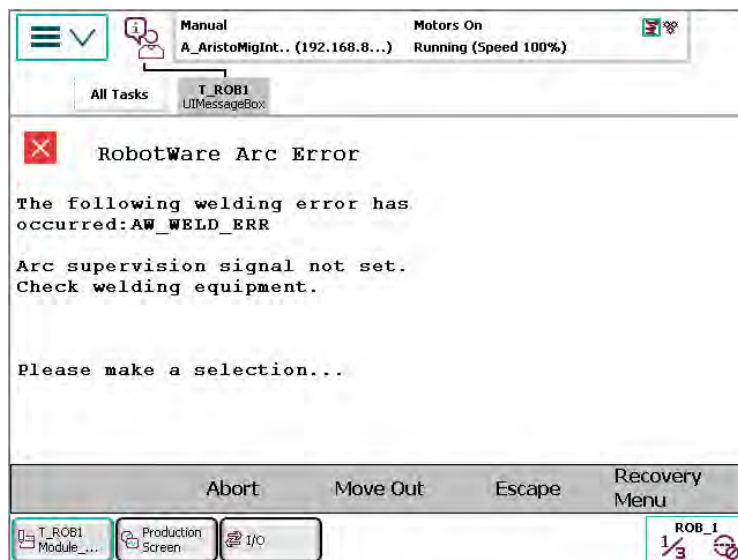 Manual
Motors On
A_AristoMigInt.. (192.168.8...)
Running (Speed 100%)
All Tasks
T_ROB1
UIMessageBox
RobotWare Arc Error
The following welding error has
occurred:AW_WELD_ERR
Arc supervision signal not set.
Check welding equipment.
Please make a selection...
Abort
Move Out
Escape
Recovery
Menu
T_ROB1
Module_...
Production
Screen
I/O
ROB_1
1/3